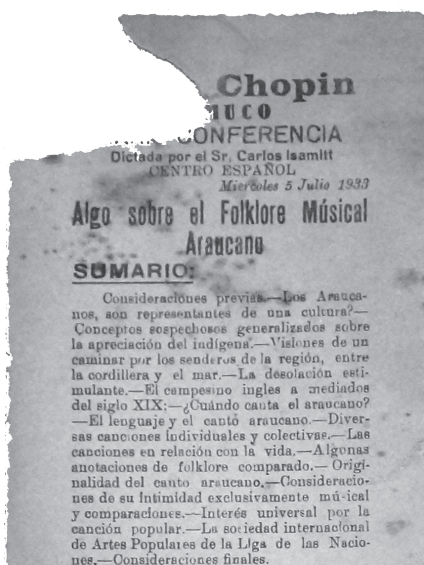 Chopin
MUCO
CONFERENCIA
Dictada por el Sr. Carlos Isamitt
CENTRO ESPAÑOL
Miercoles 5 Julio 1933
Algo sobre el Folklore Músical
Araucano
SUMARIO:
Consideraciones previas.—Los Arauca-
nos, son representantes de una cultura?—
Conceptos sospechosos generalizados sobre
la apreciación del indígena.—Visiones de un
caminar por los senderos de la región, entre
la cordillera y el mar.—La desolación esti-
mulante.—El campesino ingles a mediados
del siglo XIX:—¿Cuándo canta el araucano?
—El lenguaje y el cantó araucano.—Diver-
sas canciones individuales y colectivas.—Las
canciones en relación con la vida.—Algonas
anotaciones de folklore comparado.—Origi-
nalidad del canto araucano.—Consideracio-
nes de su intimidad exclusivamente mú-ical
y comparaciones.—Interés universal por la
canción popular.—La sociedad internacional
de Artes Populares de la Liga de las Nacio-
nes.—Consideraciones finales.